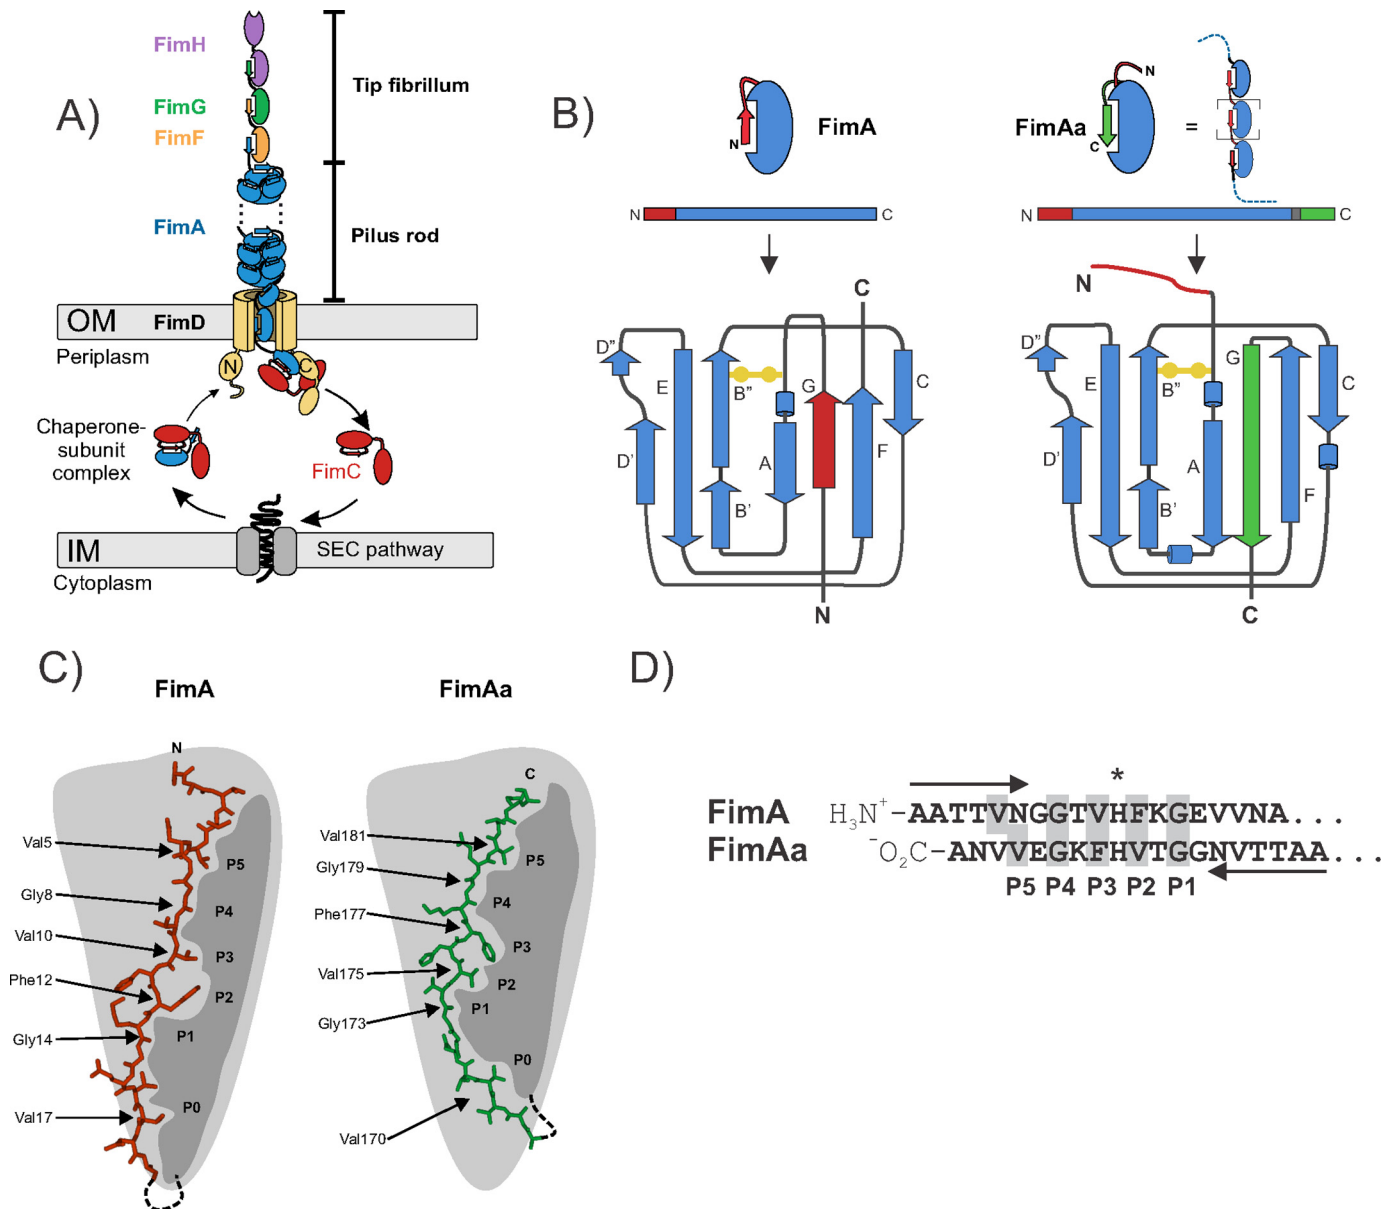 A)
FimH
FimG
FimF
FimA
Tip fibrillum
Pilus rod
OM
FimD
Periplasm
N
C
Chaperone-
subunit
complex
FimC
IM
SEC pathway
Cytoplasm
B)
N
FimA
N
C
FimAa
N
C
=
N
C
C
D"
E
B"
G
C
D'
A
F
B'
N
N
D"
E
B"
G
C
D'
A
F
B'
C
C)
FimA
N
Val5
P5
Gly8
P4
Val10
P3
Phe12
P2
Gly14
P1
P0
Val17
FimAa
C
Val181
P5
Gly179
P4
Phe177
P3
Val175
P2
Gly173
P1
P0
Val170
D)
*
FimA H₃N⁺-AATTVNGGTVHFKGEVVNA...
FimAa ⁻O₂C-ANVVEGKFHVTGGNVTTAA...
P5 P4 P3 P2 P1